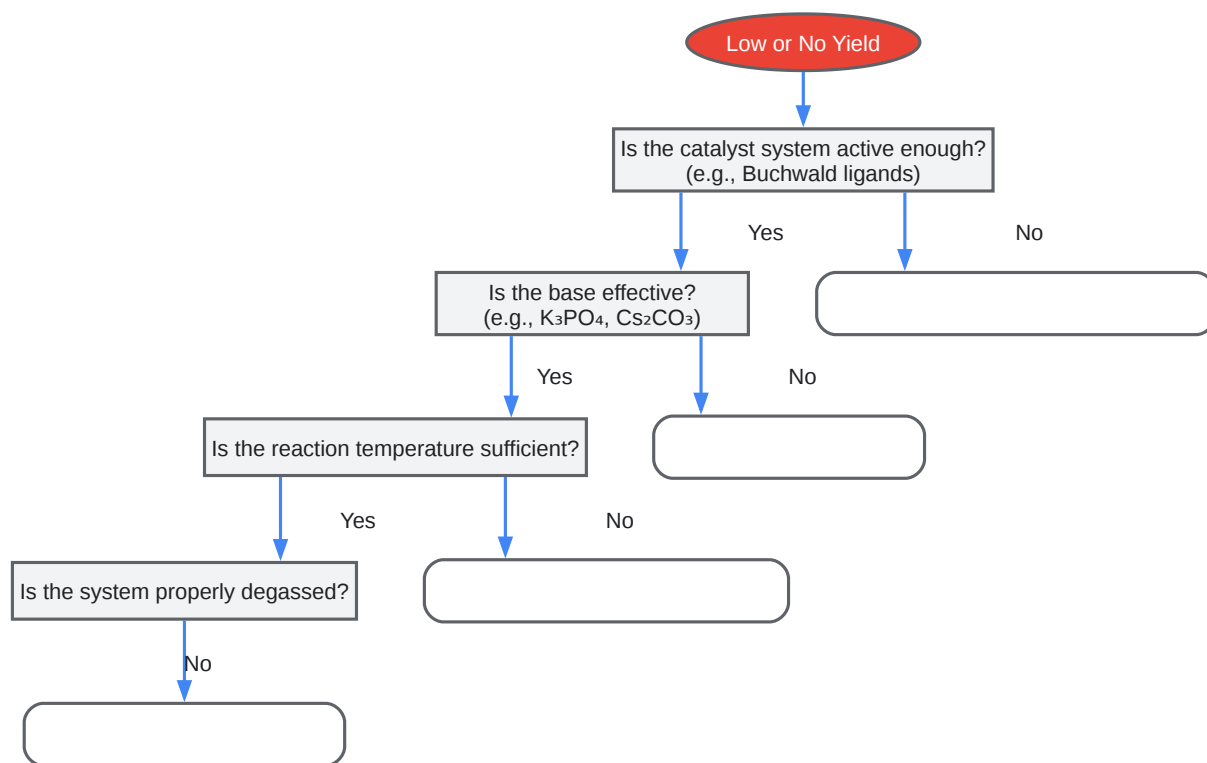 Low or No Yield
Is the catalyst system active enough?
(e.g., Buchwald ligands)
Yes
No
Is the base effective?
(e.g., K₃PO₄, Cs₂CO₃)
Yes
No
Is the reaction temperature sufficient?
Yes
No
Is the system properly degassed?
No